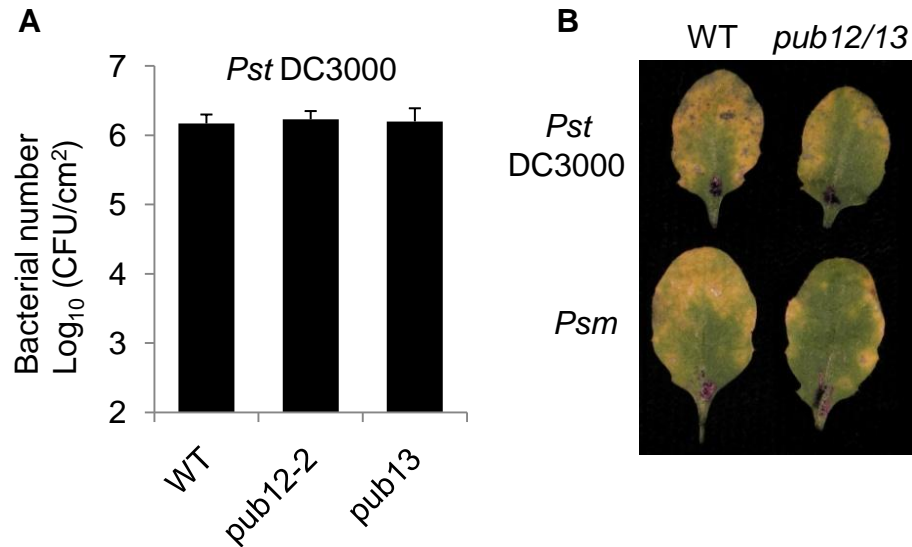 A
Pst DC3000
Bacterial number
Log₁₀ (CFU/cm²)
7
6
5
4
3
2
WT
pub12-2
pub13
B
WT pub12/13
Pst
DC3000
Psm